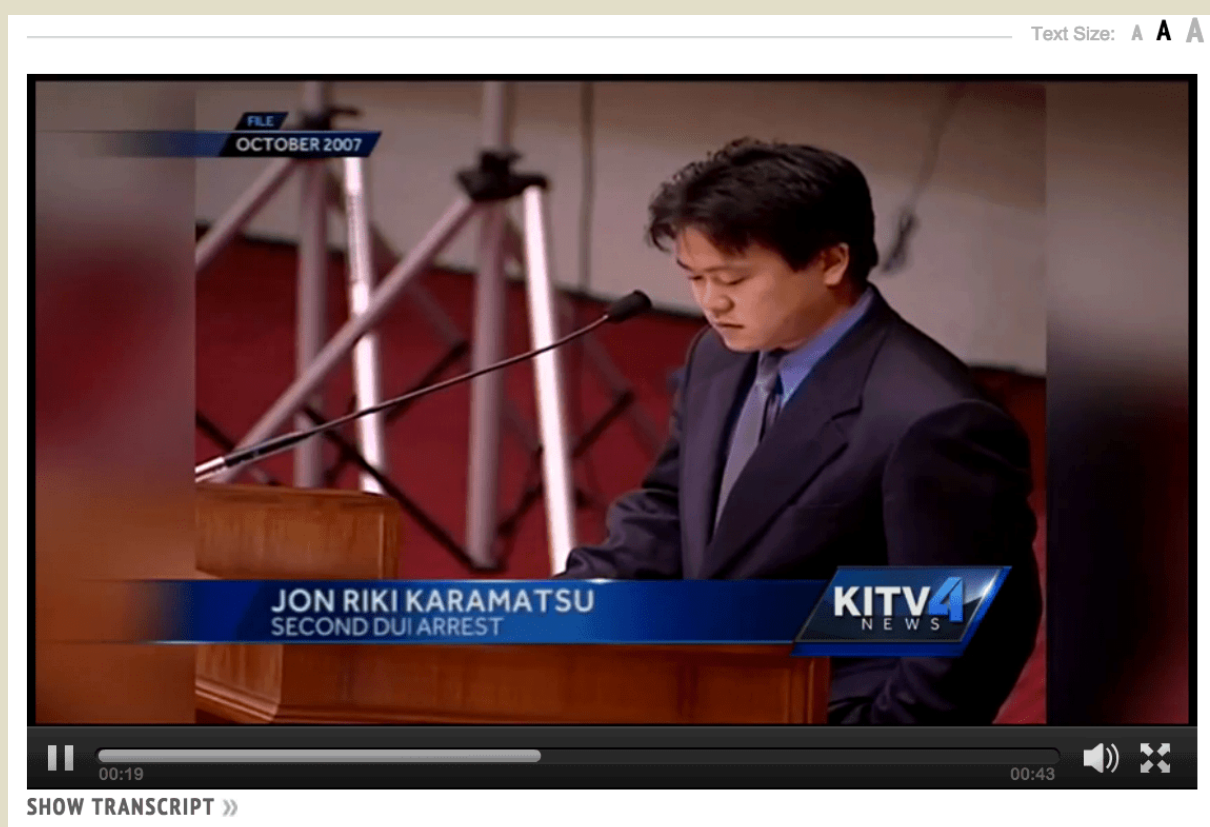 Text Size: A A A
FILE
OCTOBER 2007
JON RIKI KARAMATSU
SECOND DUI ARREST
KITV4
NEWS
00:19
00:43
SHOW TRANSCRIPT »